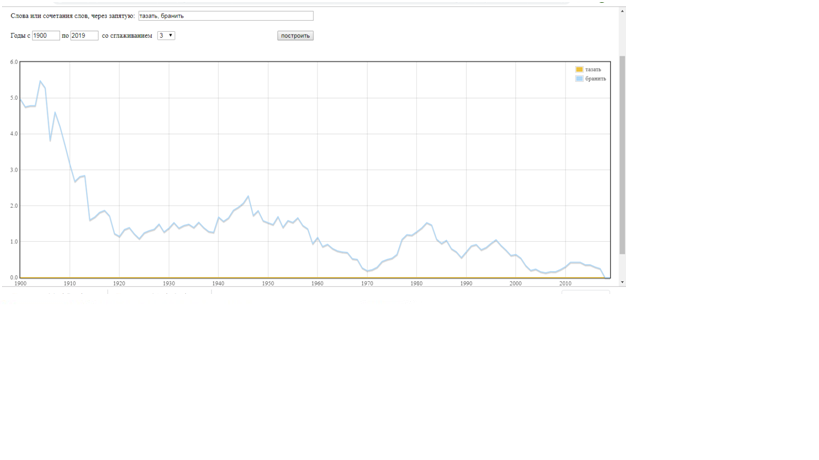 Слова или сочетания слов, через запятую: тазать, бранить
Годы с 1900 по 2019 со сглаживанием 3 построить
6.0
тазать
бранить
5.0
4.0
3.0
2.0
1.0
0.0
1900 1910 1920 1930 1940 1950 1960 1970 1980 1990 2000 2010